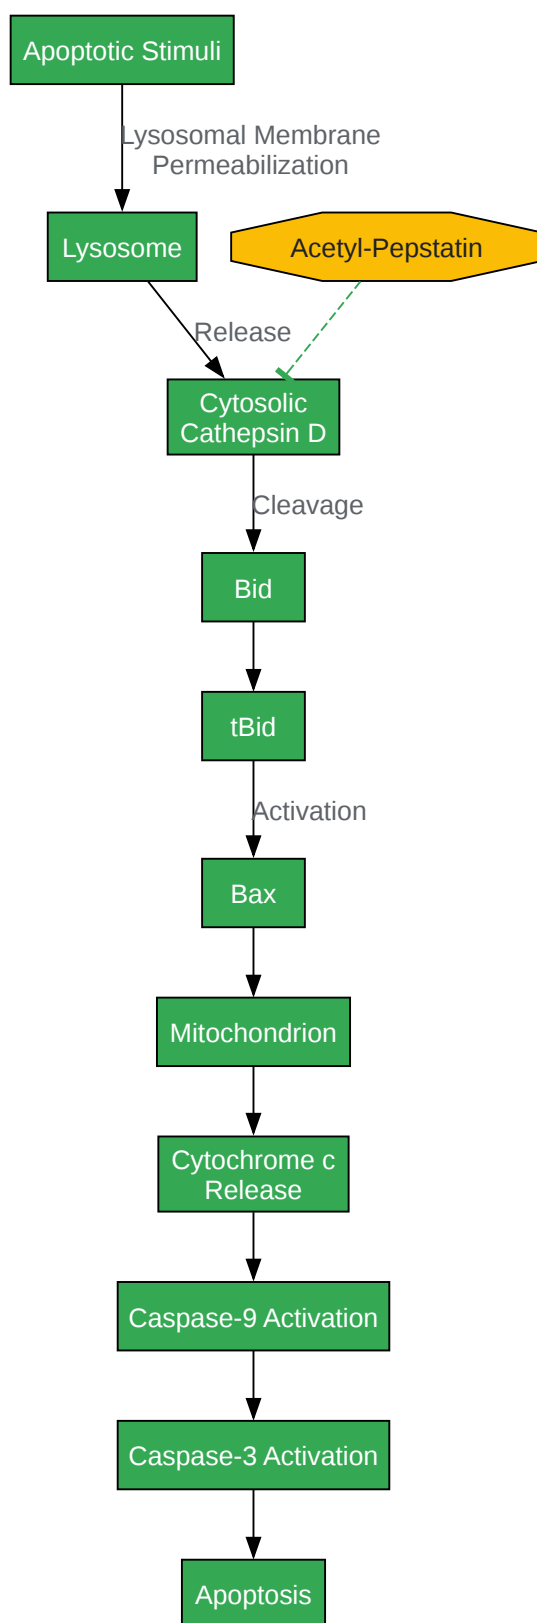 Apoptotic Stimuli
Lysosomal Membrane
Permeabilization
Lysosome
Acetyl-Pepstatin
Release
Cytosolic
Cathepsin D
Cleavage
Bid
tBid
Activation
Bax
Mitochondrion
Cytochrome c
Release
Caspase-9 Activation
Caspase-3 Activation
Apoptosis